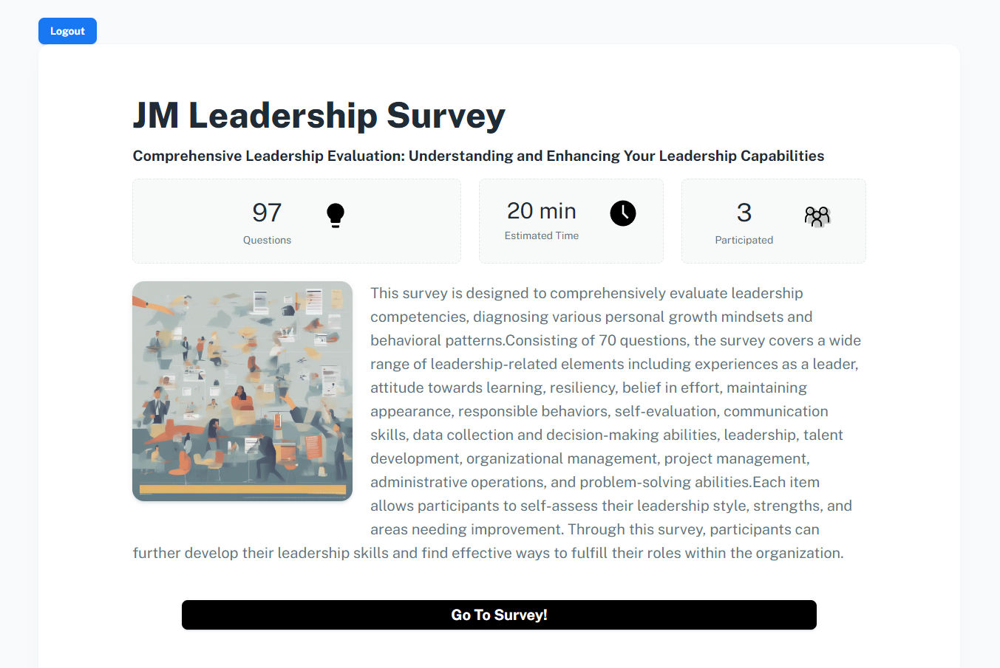 Logout
JM Leadership Survey
Comprehensive Leadership Evaluation: Understanding and Enhancing Your Leadership Capabilities
97
Questions
20 min
Estimated Time
3
Participated
This survey is designed to comprehensively evaluate leadership
competencies, diagnosing various personal growth mindsets and
behavioral patterns.Consisting of 70 questions, the survey covers a wide
range of leadership-related elements including experiences as a leader,
attitude towards learning, resiliency, belief in effort, maintaining
appearance, responsible behaviors, self-evaluation, communication
skills, data collection and decision-making abilities, leadership, talent
development, organizational management, project management,
administrative operations, and problem-solving abilities.Each item
allows participants to self-assess their leadership style, strengths, and
areas needing improvement. Through this survey, participants can
further develop their leadership skills and find effective ways to fulfill their roles within the organization.
Go To Survey!